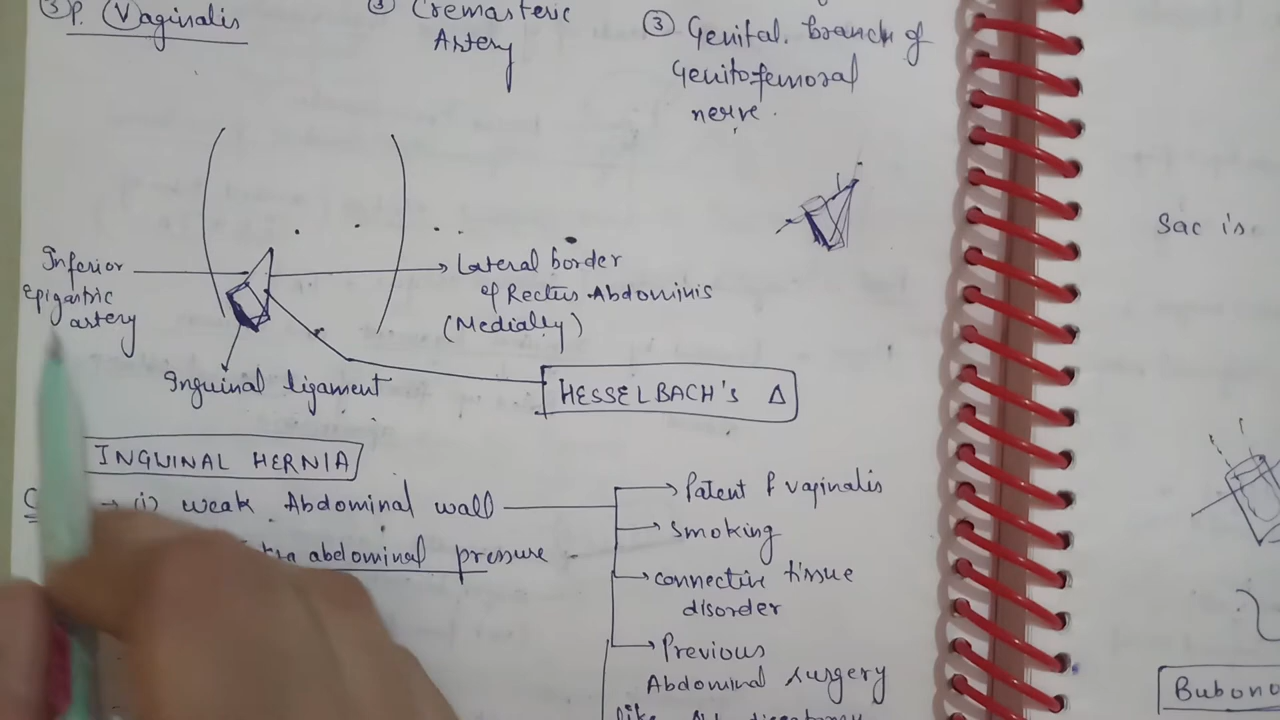 ③ P. Vaginalis
Cremasteric
Artery
③ Genital branch of
Genitofemoral
nerve.
Inferior
Epigastric
artery
Lateral border
of Rectus Abdominis
(Medially)
Inguinal ligament
HESSELBACH'S Δ
INGUINAL HERNIA
(i) weak Abdominal wall
abdominal pressure
Patent P vaginalis
Smoking
connective tissue
disorder
Previous
Abdominal surgery
like
Sac is